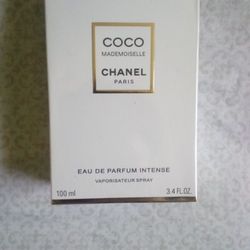 COCO
MADEMOISELLE
CHANEL
PARIS
EAU DE PARFUM INTENSE
VAPORISATEUR SPRAY
100 ml
3.4 FL.OZ.